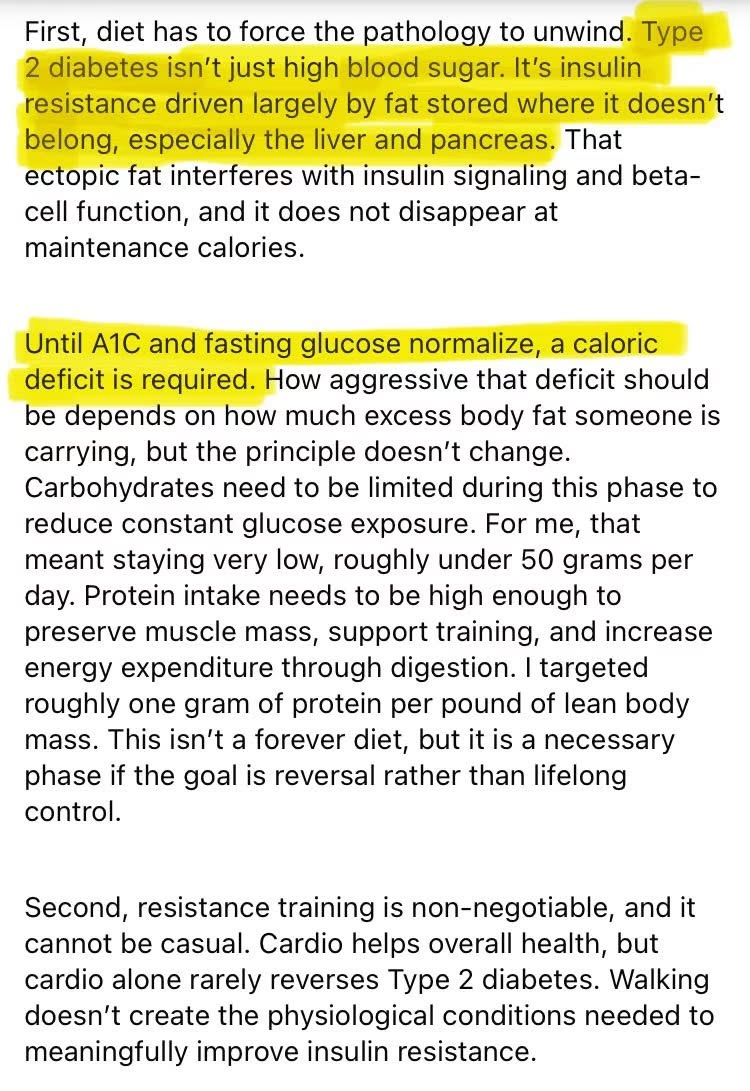 First, diet has to force the pathology to unwind. Type
2 diabetes isn’t just high blood sugar. It’s insulin
resistance driven largely by fat stored where it doesn’t
belong, especially the liver and pancreas. That
ectopic fat interferes with insulin signaling and beta-
cell function, and it does not disappear at
maintenance calories.
Until A1C and fasting glucose normalize, a caloric
deficit is required. How aggressive that deficit should
be depends on how much excess body fat someone is
carrying, but the principle doesn’t change.
Carbohydrates need to be limited during this phase to
reduce constant glucose exposure. For me, that
meant staying very low, roughly under 50 grams per
day. Protein intake needs to be high enough to
preserve muscle mass, support training, and increase
energy expenditure through digestion. I targeted
roughly one gram of protein per pound of lean body
mass. This isn’t a forever diet, but it is a necessary
phase if the goal is reversal rather than lifelong
control.
Second, resistance training is non-negotiable, and it
cannot be casual. Cardio helps overall health, but
cardio alone rarely reverses Type 2 diabetes. Walking
doesn’t create the physiological conditions needed to
meaningfully improve insulin resistance.